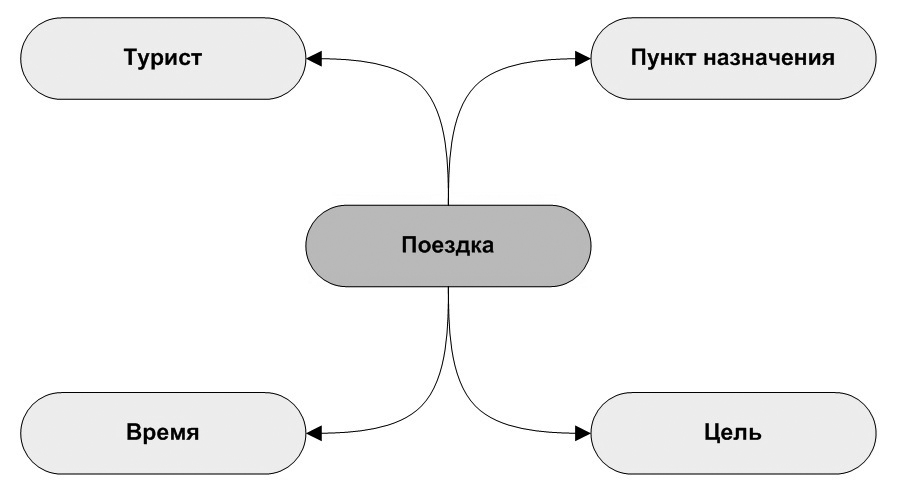 Турист
Пункт назначения
Поездка
Время
Цель